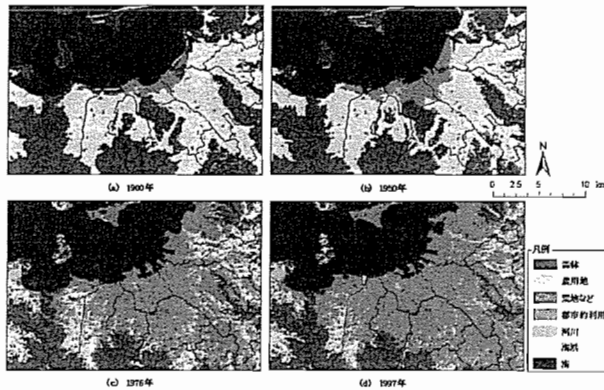 (a) 1900年
(b) 1950年
N
0 2.5 5 10 km
(c) 1976年
(d) 1997年
凡例
森林
農用地
荒地など
都市的利用
河川
海浜
海